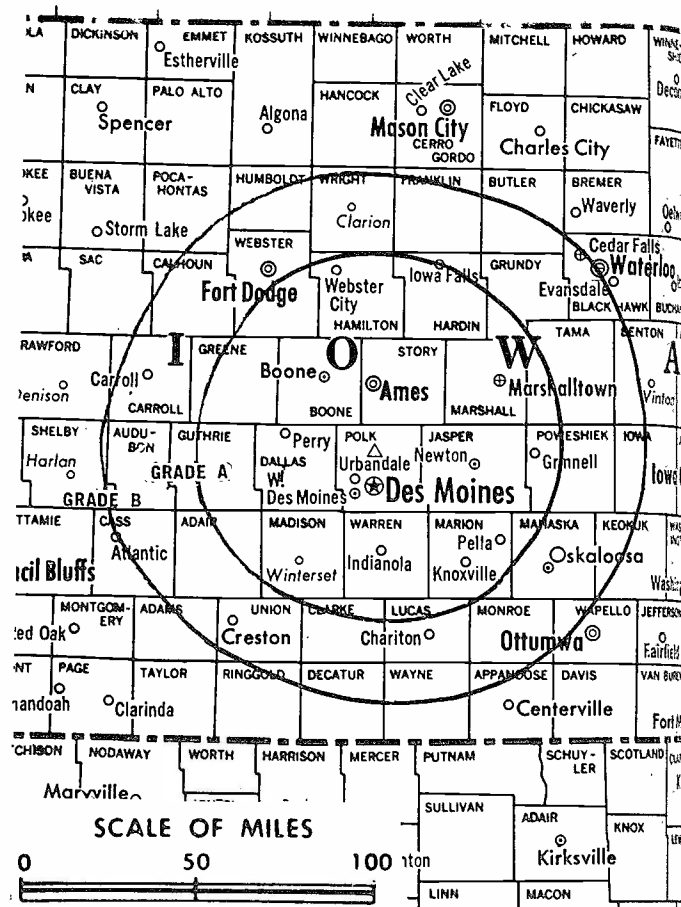 DICKINSON EMMET KOSSUTH WINNEBAGO WORTH MITCHELL HOWARD
Estherville
CLAY PALO ALTO HANCOCK Clear Lake FLOYD CHICKASAW
Spencer Algona Mason City Charles City
CERRO GORDO
BUENA VISTA POCA-HONTAS HUMBOLDT WRIGHT FRANKLIN BUTLER BREMER
Storm Lake Clarion Waverly
SAC CALHOUN WEBSTER GRUNDY Cedar Falls
Fort Dodge Webster City Iowa Falls Evansdale Waterloo
BLACK HAWK
HAMILTON HARDIN TAMA BENTON
I O W A
GREENE STORY
Carroll Boone Ames Marshalltown
CARROLL BOONE MARSHALL
SHELBY AUDU-BON GUTHRIE Perry POLK JASPER POWESHIEK IOWA
Harlan GRADE A DALLAS Urbandale Newton Grinnell
W. Des Moines Des Moines
GRADE B
CASS ADAIR MADISON WARREN MARION MAHASKA KEOKUK
Atlantic Winterset Indianola Pella Knoxville Oskaloosa
MONTGOM-ERY ADAMS UNION CLARKE LUCAS MONROE WAPELLO
Creston Chariton Ottumwa
PAGE TAYLOR RINGGOLD DECATUR WAYNE APPANOOSE DAVIS
Clarinda Centerville
NODAWAY WORTH HARRISON MERCER PUTNAM SCHUY-LER SCOTLAND
Maryville
SULLIVAN ADAIR KNOX
Kirksville
LINN MACON
SCALE OF MILES
0 50 100